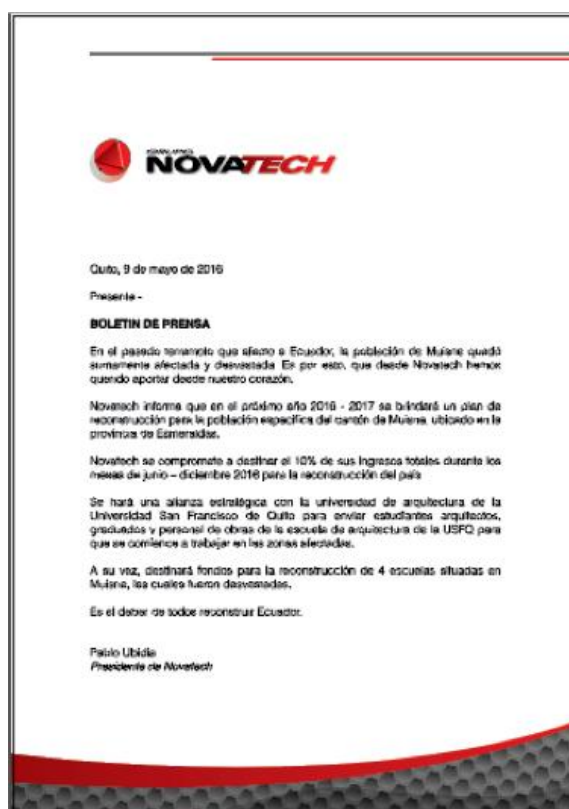 NOVATECH
Quito, 9 de mayo de 2016
Presente.-
BOLETIN DE PRENSA
En el pasado terremoto que afecto a Ecuador, la población de Muisne quedó
sumamente afectada y desvastada. Es por esto, que desde Novatech hemos
querido aportar desde nuestro corazón.
Novatech informa que en el próximo año 2016 - 2017 se brindará un plan de
reconstrucción para la población específica del cantón de Muisne, ubicado en la
provincia de Esmeraldas.
Novatech se compromete a destinar el 10% de sus ingresos totales durante los
meses de junio – diciembre 2016 para la reconstrucción del país
Se hará una alianza estratégica con la universidad de arquitectura de la
Universidad San Francisco de Quito para enviar estudiantes arquitectos,
graduados y personal de obras de la escuela de arquitectura de la USFQ para
que se comience a trabajar en las zonas afectadas.
A su vez, destinará fondos para la reconstrucción de 4 escuelas situadas en
Muisne, las cuales fueron desvastadas.
Es el deber de todos reconstruir Ecuador.
Pablo Ubidia
Presidente de Novatech